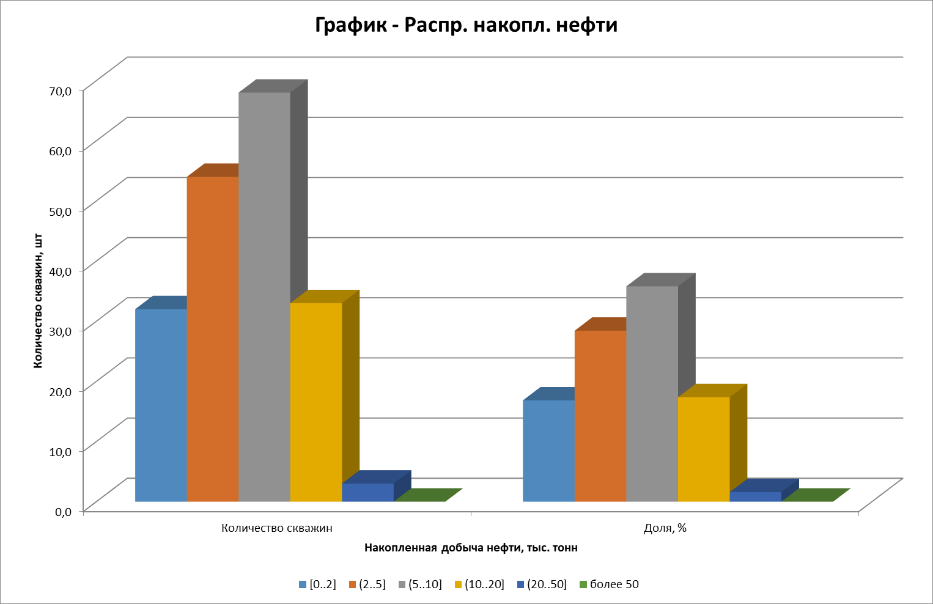 График - Распр. накопл. нефти
70,0
60,0
50,0
40,0
30,0
20,0
10,0
0,0
Количество скважин, шт
Количество скважин
Доля, %
Накопленная добыча нефти, тыс. тонн
[0..2]
(2..5]
(5..10]
(10..20]
(20..50]
более 50